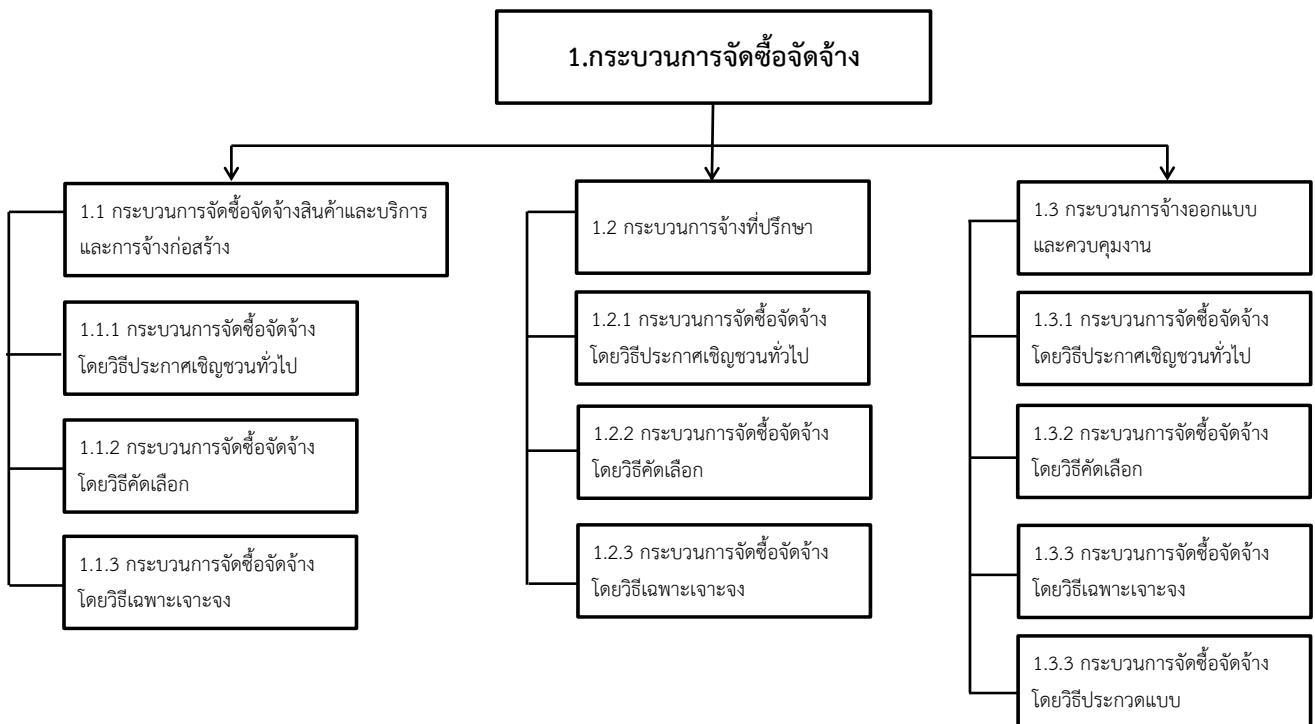 1.กระบวนการจัดซื้อจัดจ้าง
1.1 กระบวนการจัดซื้อจัดจ้างสินค้าและบริการ
และการจ้างก่อสร้าง
1.1.1 กระบวนการจัดซื้อจัดจ้าง
โดยวิธีประกาศเชิญชวนทั่วไป
1.1.2 กระบวนการจัดซื้อจัดจ้าง
โดยวิธีคัดเลือก
1.1.3 กระบวนการจัดซื้อจัดจ้าง
โดยวิธีเฉพาะเจาะจง
1.2 กระบวนการจ้างที่ปรึกษา
1.2.1 กระบวนการจัดซื้อจัดจ้าง
โดยวิธีประกาศเชิญชวนทั่วไป
1.2.2 กระบวนการจัดซื้อจัดจ้าง
โดยวิธีคัดเลือก
1.2.3 กระบวนการจัดซื้อจัดจ้าง
โดยวิธีเฉพาะเจาะจง
1.3 กระบวนการจ้างออกแบบ
และควบคุมงาน
1.3.1 กระบวนการจัดซื้อจัดจ้าง
โดยวิธีประกาศเชิญชวนทั่วไป
1.3.2 กระบวนการจัดซื้อจัดจ้าง
โดยวิธีคัดเลือก
1.3.3 กระบวนการจัดซื้อจัดจ้าง
โดยวิธีเฉพาะเจาะจง
1.3.3 กระบวนการจัดซื้อจัดจ้าง
โดยวิธีประกวดแบบ